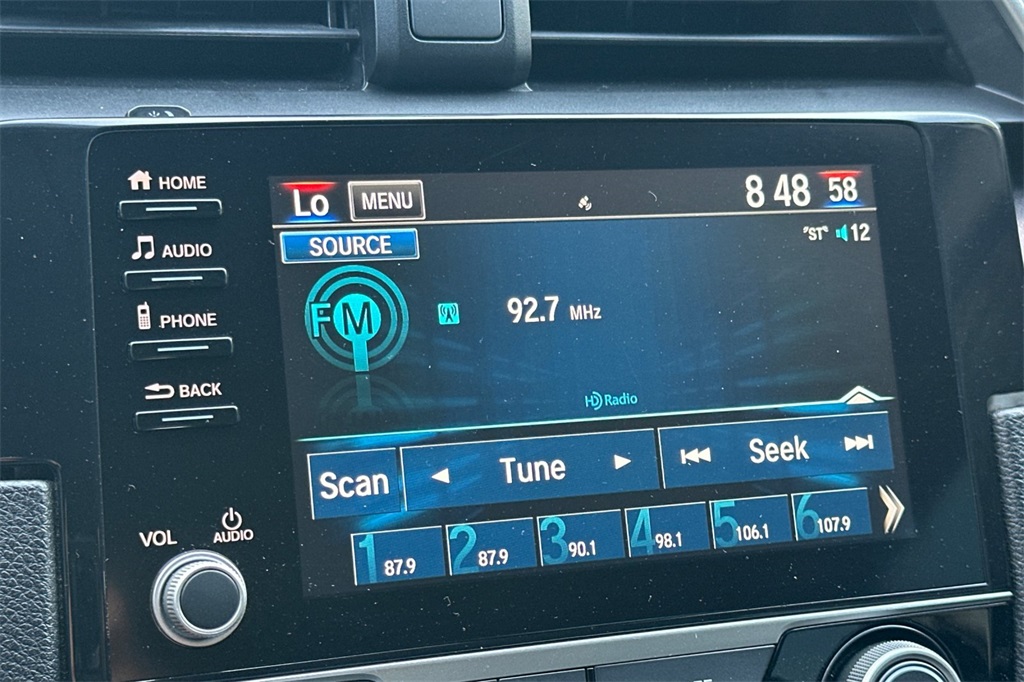 HOME
AUDIO
PHONE
BACK
VOL
AUDIO
Lo MENU 8 48 58
SOURCE "ST" 12
FM 92.7 MHz
HD Radio
Scan Tune Seek
1 87.9 2 87.9 3 90.1 4 98.1 5 106.1 6 107.9